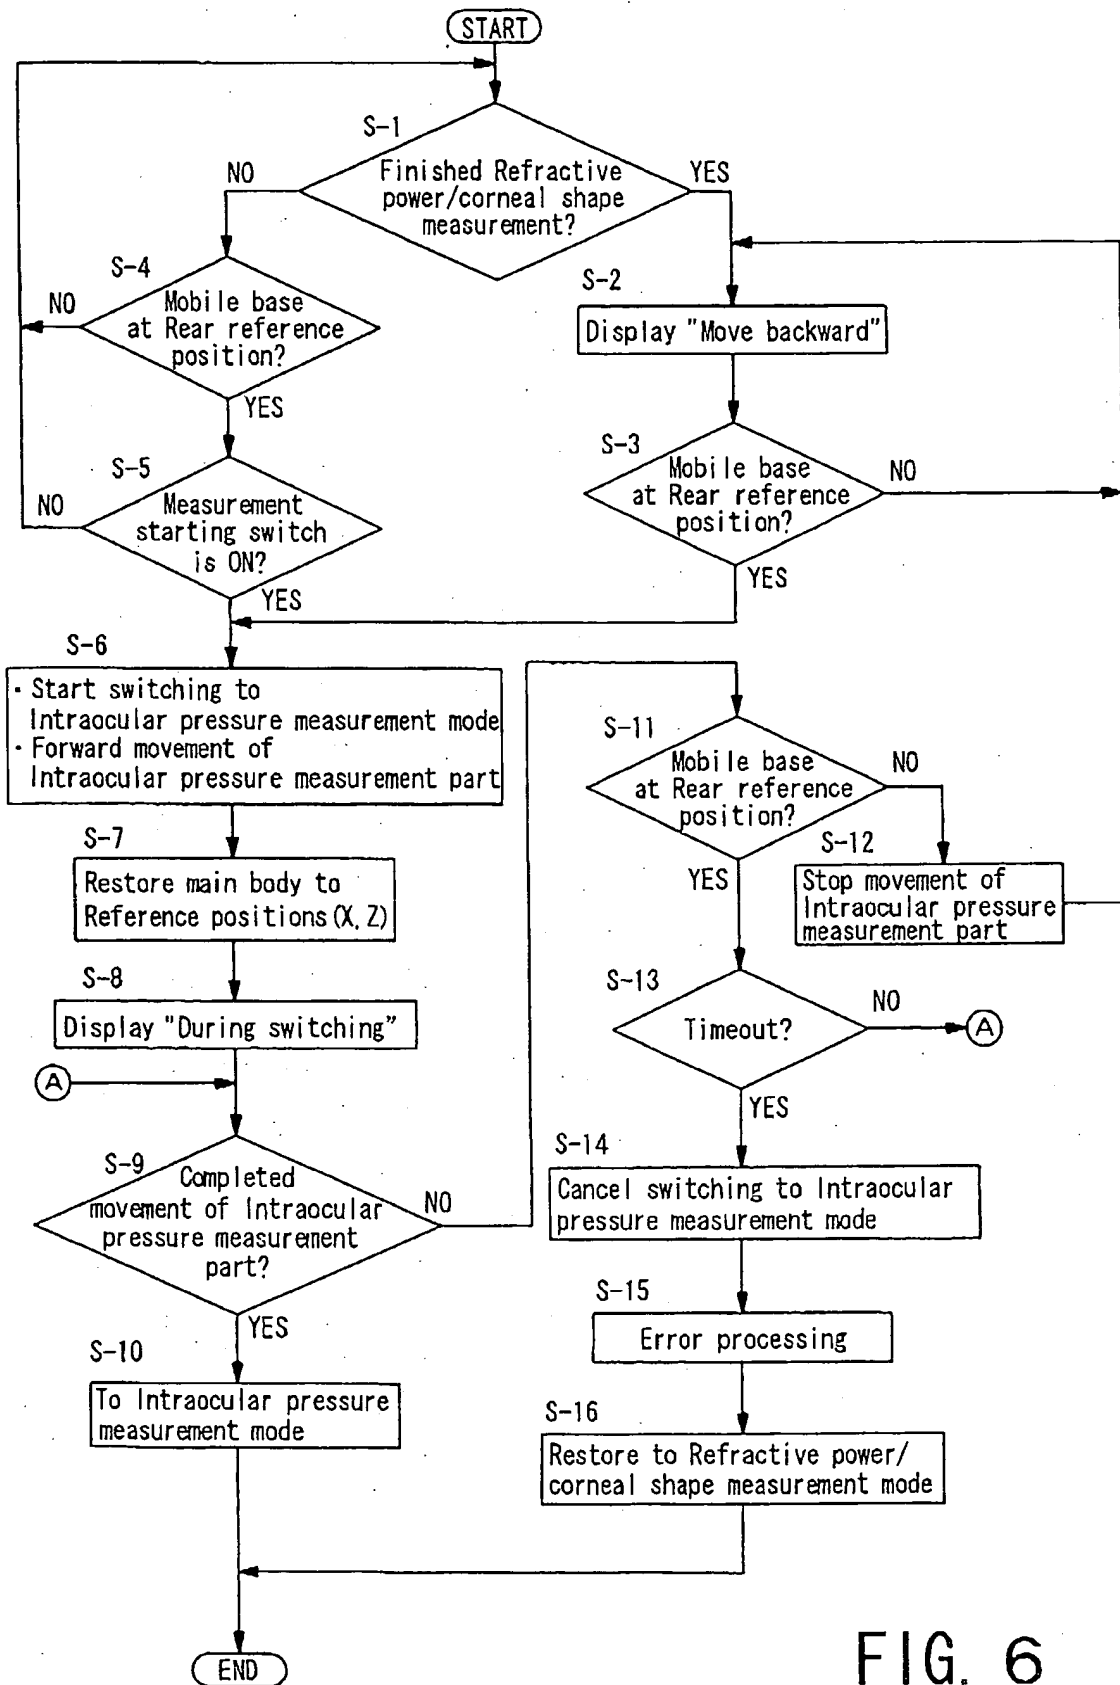 START
S-1
Finished Refractive
power/corneal shape
measurement?
NO
YES
S-4
Mobile base
at Rear reference
position?
NO
YES
S-2
Display "Move backward"
S-3
Mobile base
at Rear reference
position?
NO
YES
S-5
Measurement
starting switch
is ON?
NO
YES
S-6
· Start switching to
Intraocular pressure measurement mode
· Forward movement of
Intraocular pressure measurement part
S-7
Restore main body to
Reference positions (X, Z)
S-8
Display "During switching"
A
S-9
Completed
movement of Intraocular
pressure measurement
part?
NO
YES
S-10
To Intraocular pressure
measurement mode
S-11
Mobile base
at Rear reference
position?
NO
YES
S-12
Stop movement of
Intraocular pressure
measurement part
S-13
Timeout?
NO
A
YES
S-14
Cancel switching to Intraocular
pressure measurement mode
S-15
Error processing
S-16
Restore to Refractive power/
corneal shape measurement mode
END
FIG. 6